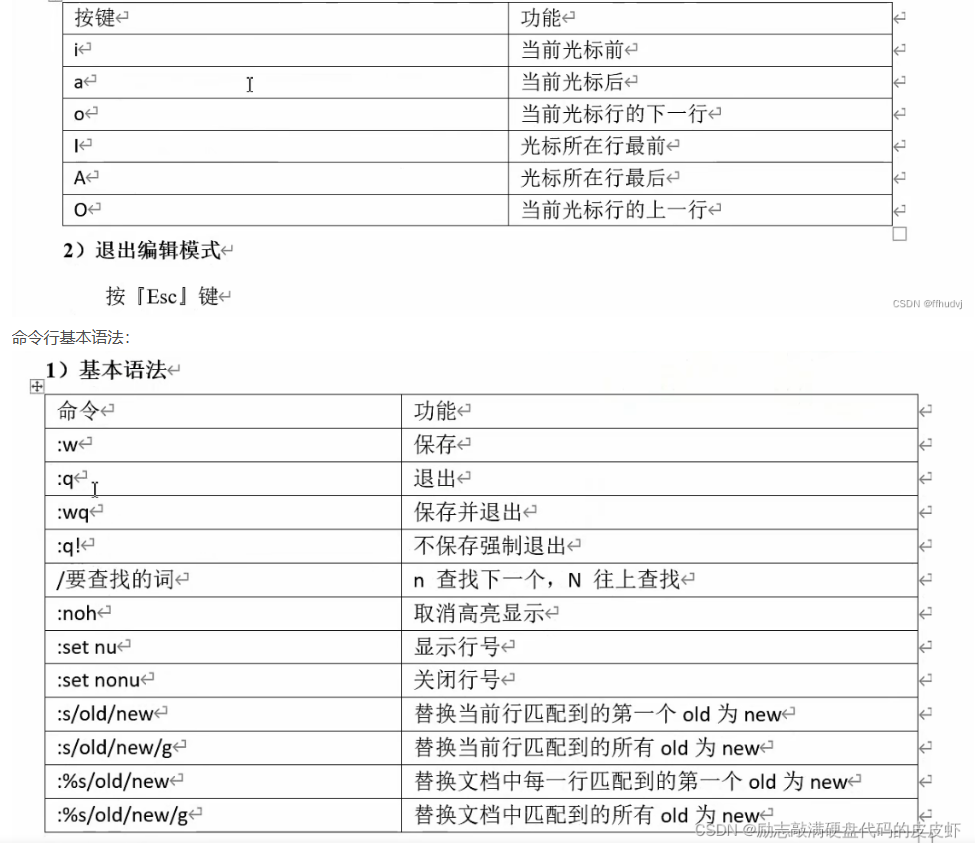 按键 功能
i 当前光标前
a 当前光标后
o 当前光标行的下一行
I 光标所在行最前
A 光标所在行最后
O 当前光标行的上一行
2）退出编辑模式
按『Esc』键
CSDN @ffhudvj
命令行基本语法：
1）基本语法
命令 功能
:w 保存
:q 退出
:wq 保存并退出
:q! 不保存强制退出
/要查找的词 n 查找下一个，N 往上查找
:noh 取消高亮显示
:set nu 显示行号
:set nonu 关闭行号
:s/old/new 替换当前行匹配到的第一个 old 为 new
:s/old/new/g 替换当前行匹配到的所有 old 为 new
:%s/old/new 替换文档中每一行匹配到的第一个 old 为 new
:%s/old/new/g 替换文档中匹配到的所有 old 为 new
CSDN @励志敲满硬盘代码的皮皮虾